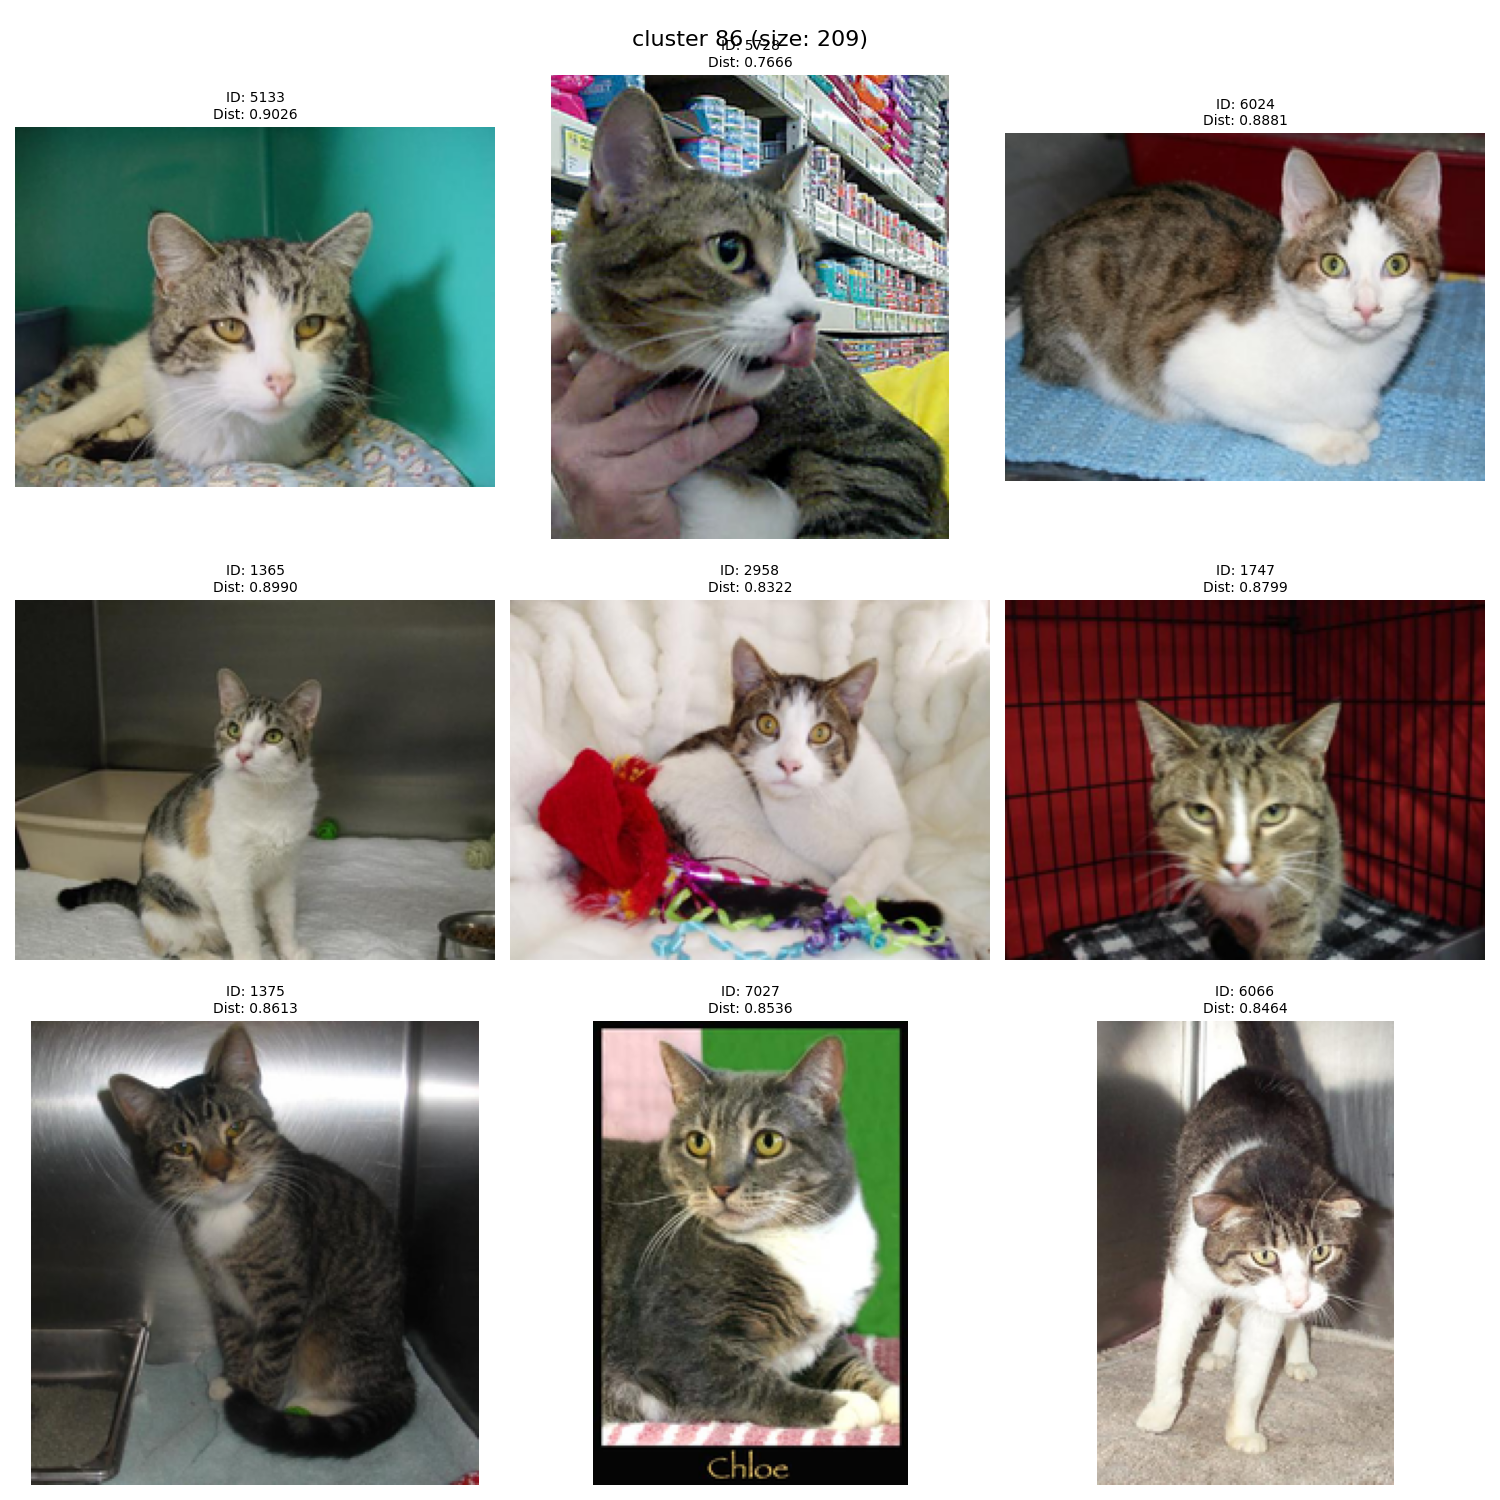 cluster 86 (size: 209)
ID: 5133
Dist: 0.9026
ID: 5728
Dist: 0.7666
ID: 6024
Dist: 0.8881
ID: 1365
Dist: 0.8990
ID: 2958
Dist: 0.8322
ID: 1747
Dist: 0.8799
ID: 1375
Dist: 0.8613
ID: 7027
Dist: 0.8536
Chloe
ID: 6066
Dist: 0.8464